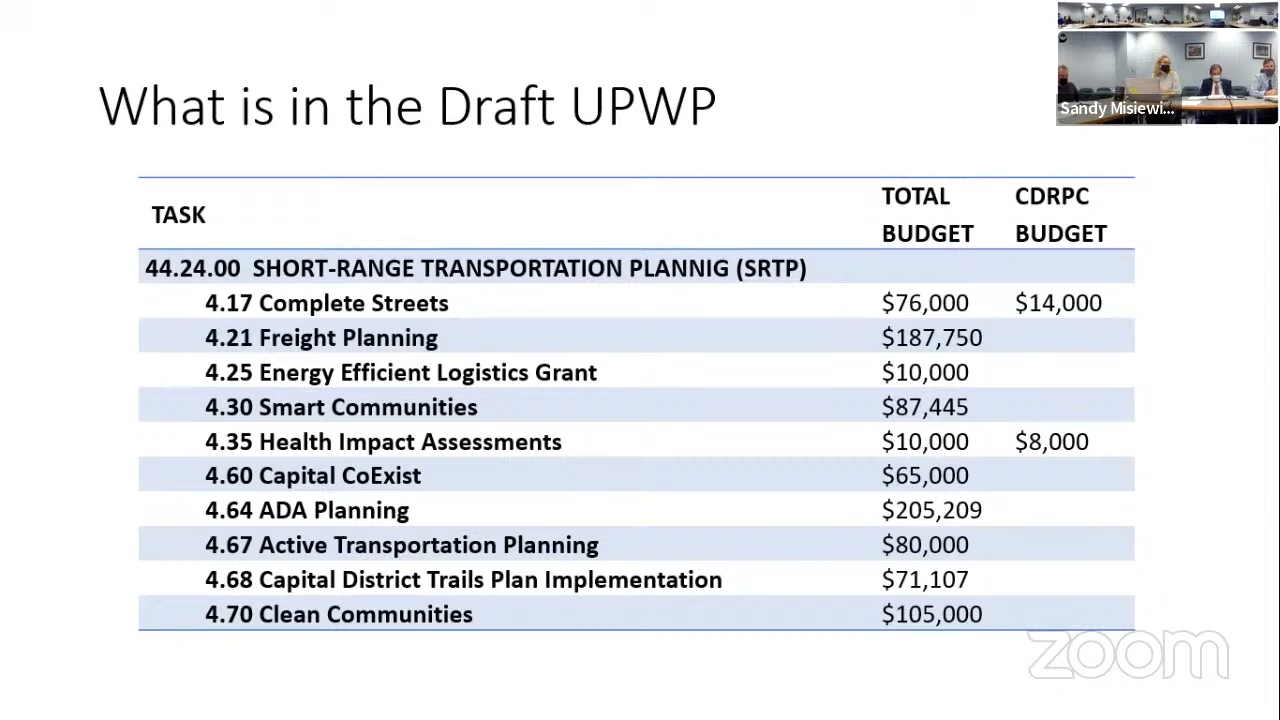 What is in the Draft UPWP
Sandy Misiewi...
TASK TOTAL BUDGET CDRPC BUDGET
44.24.00 SHORT-RANGE TRANSPORTATION PLANNIG (SRTP)
4.17 Complete Streets $76,000 $14,000
4.21 Freight Planning $187,750
4.25 Energy Efficient Logistics Grant $10,000
4.30 Smart Communities $87,445
4.35 Health Impact Assessments $10,000 $8,000
4.60 Capital CoExist $65,000
4.64 ADA Planning $205,209
4.67 Active Transportation Planning $80,000
4.68 Capital District Trails Plan Implementation $71,107
4.70 Clean Communities $105,000
zoom